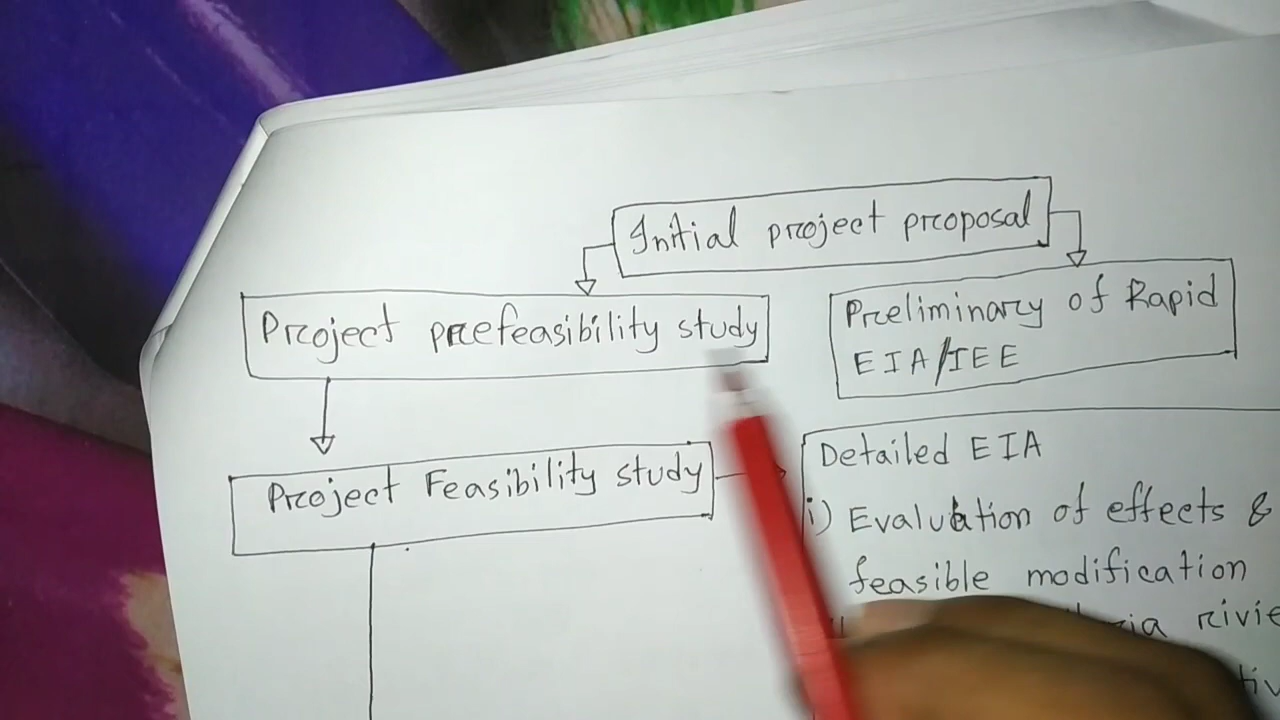 Initial project proposal
Project prefeasibility study
Preliminary of Rapid
EIA/IEE
Project Feasibility study
Detailed EIA
i) Evaluation of effects &
feasible modification